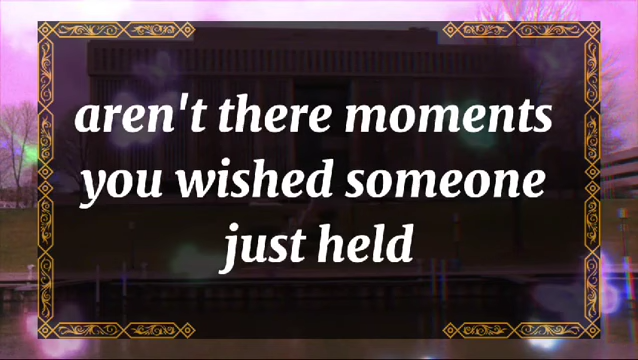 aren't there moments
you wished someone
just held